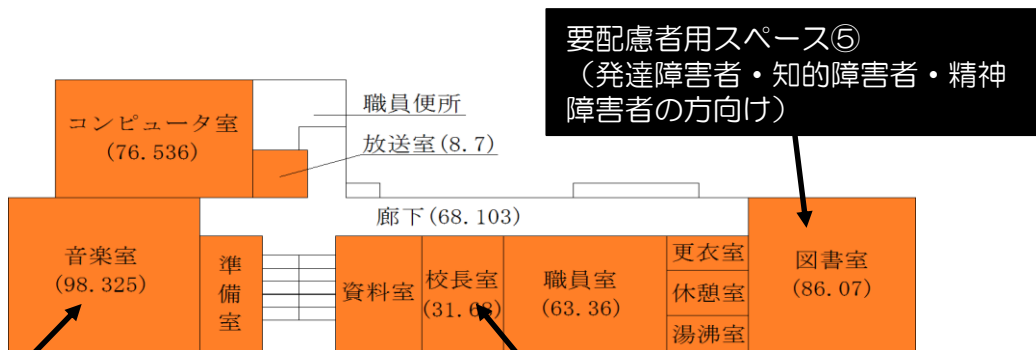 要配慮者用スペース⑤
（発達障害者・知的障害者・精神
障害者の方向け）
コンピュータ室
(76.536)
職員便所
放送室(8.7)
廊下(68.103)
音楽室
(98.325)
準
備
室
資料室
校長室
(31.68)
職員室
(63.36)
更衣室
休憩室
湯沸室
図書室
(86.07)